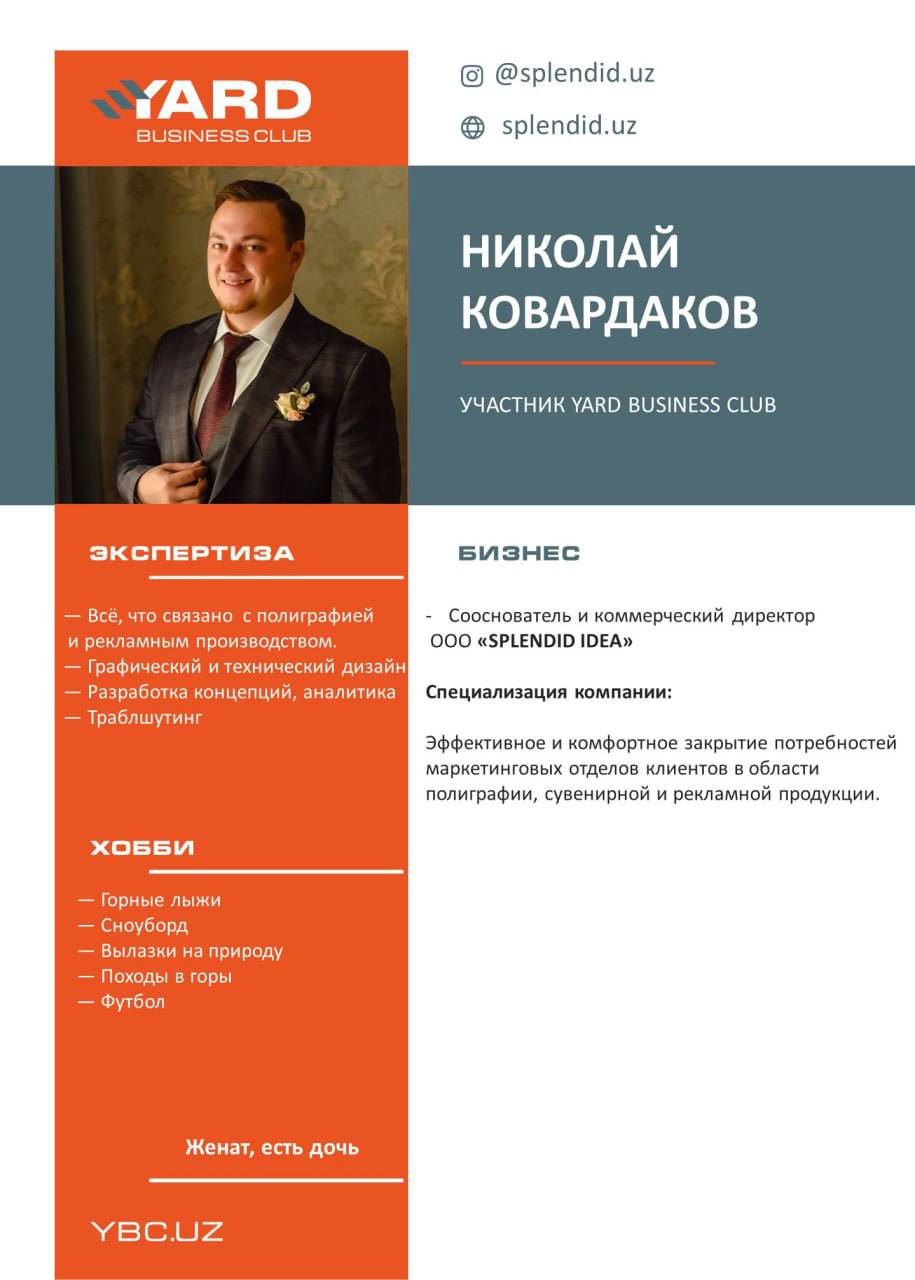 YARD
BUSINESS CLUB
@splendid.uz
splendid.uz
НИКОЛАЙ
КОВАРДАКОВ
УЧАСТНИК YARD BUSINESS CLUB
ЭКСПЕРТИЗА
— Всё, что связано с полиграфией
и рекламным производством.
— Графический и технический дизайн
— Разработка концепций, аналитика
— Траблшутинг
ХОББИ
— Горные лыжи
— Сноуборд
— Вылазки на природу
— Походы в горы
— Футбол
Женат, есть дочь
YBC.UZ
БИЗНЕС
- Сооснователь и коммерческий директор
ООО «SPLENDID IDEA»
Специализация компании:
Эффективное и комфортное закрытие потребностей
маркетинговых отделов клиентов в области
полиграфии, сувенирной и рекламной продукции.